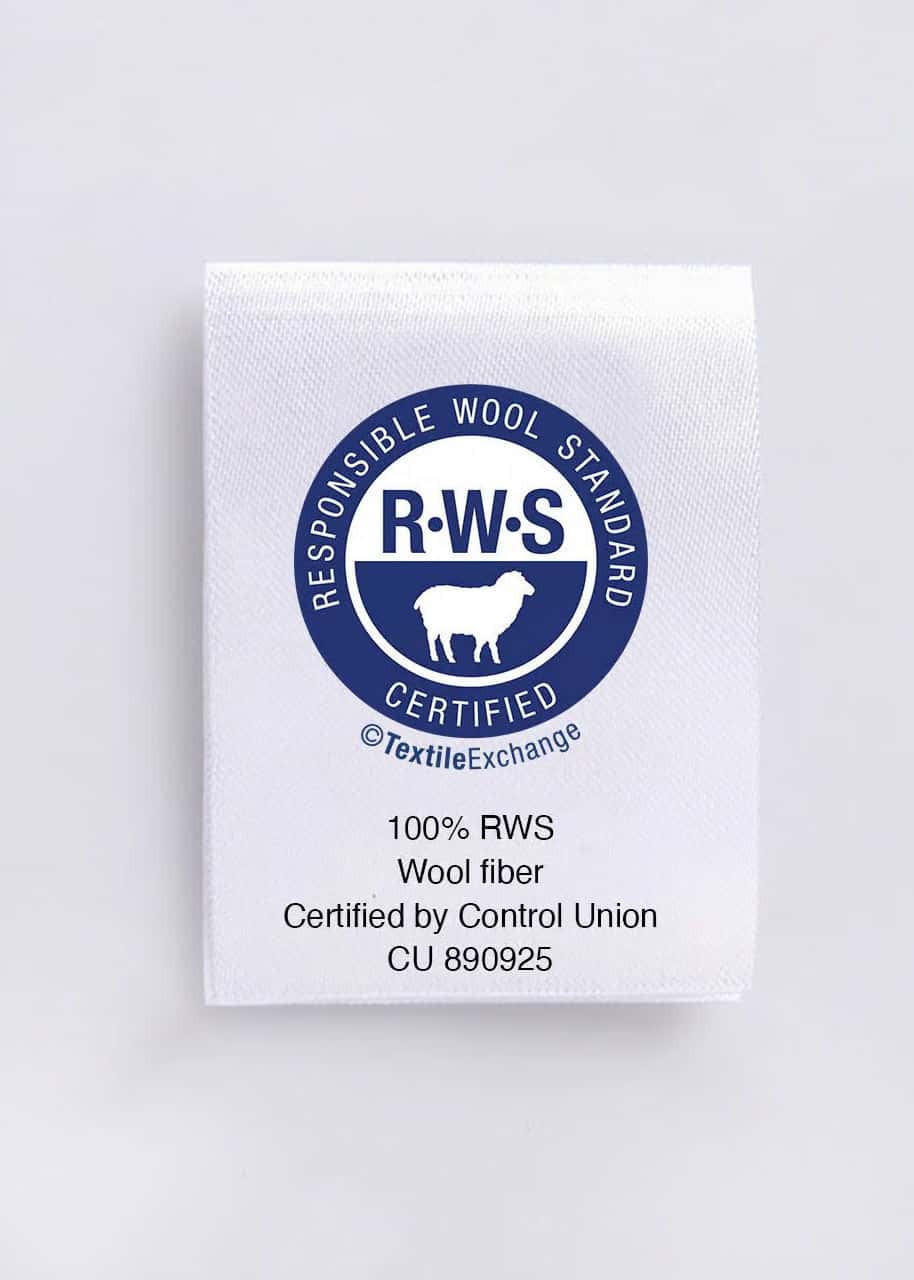 RESPONSIBLE WOOL STANDARD
R•W•S
CERTIFIED
©TextileExchange
100% RWS
Wool fiber
Certified by Control Union
CU 890925